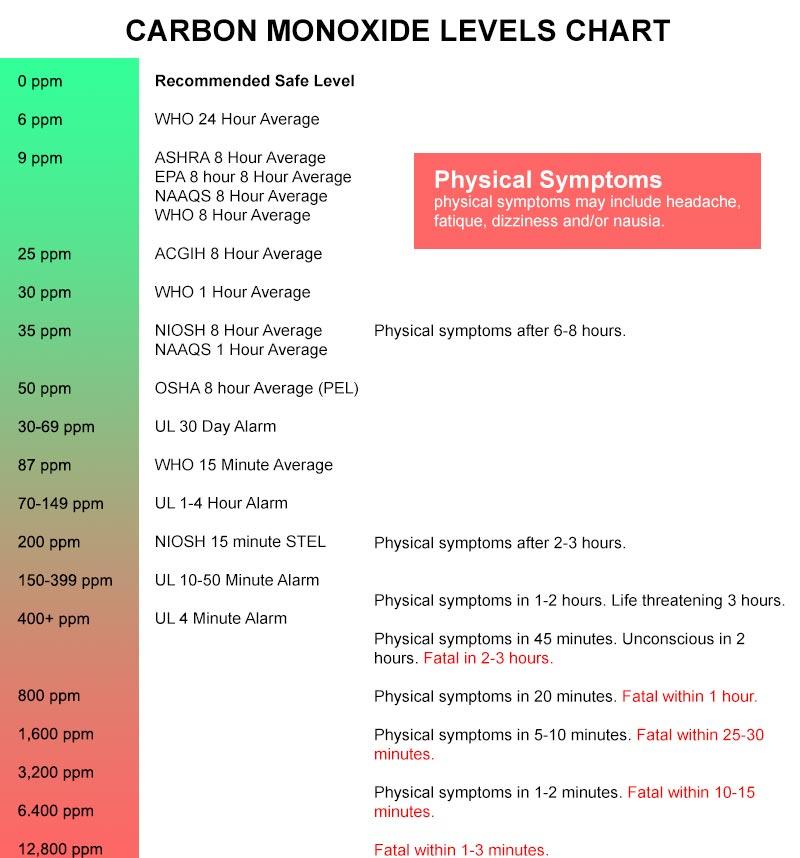 CARBON MONOXIDE LEVELS CHART
0 ppm Recommended Safe Level
6 ppm WHO 24 Hour Average
9 ppm ASHRA 8 Hour Average
EPA 8 hour 8 Hour Average
NAAQS 8 Hour Average
WHO 8 Hour Average
Physical Symptoms
physical symptoms may include headache,
fatique, dizziness and/or nausia.
25 ppm ACGIH 8 Hour Average
30 ppm WHO 1 Hour Average
35 ppm NIOSH 8 Hour Average Physical symptoms after 6-8 hours.
NAAQS 1 Hour Average
50 ppm OSHA 8 hour Average (PEL)
30-69 ppm UL 30 Day Alarm
87 ppm WHO 15 Minute Average
70-149 ppm UL 1-4 Hour Alarm
200 ppm NIOSH 15 minute STEL Physical symptoms after 2-3 hours.
150-399 ppm UL 10-50 Minute Alarm
Physical symptoms in 1-2 hours. Life threatening 3 hours.
400+ ppm UL 4 Minute Alarm
Physical symptoms in 45 minutes. Unconscious in 2
hours. Fatal in 2-3 hours.
800 ppm Physical symptoms in 20 minutes. Fatal within 1 hour.
1,600 ppm Physical symptoms in 5-10 minutes. Fatal within 25-30
minutes.
3,200 ppm
Physical symptoms in 1-2 minutes. Fatal within 10-15
6.400 ppm minutes.
12,800 ppm Fatal within 1-3 minutes.